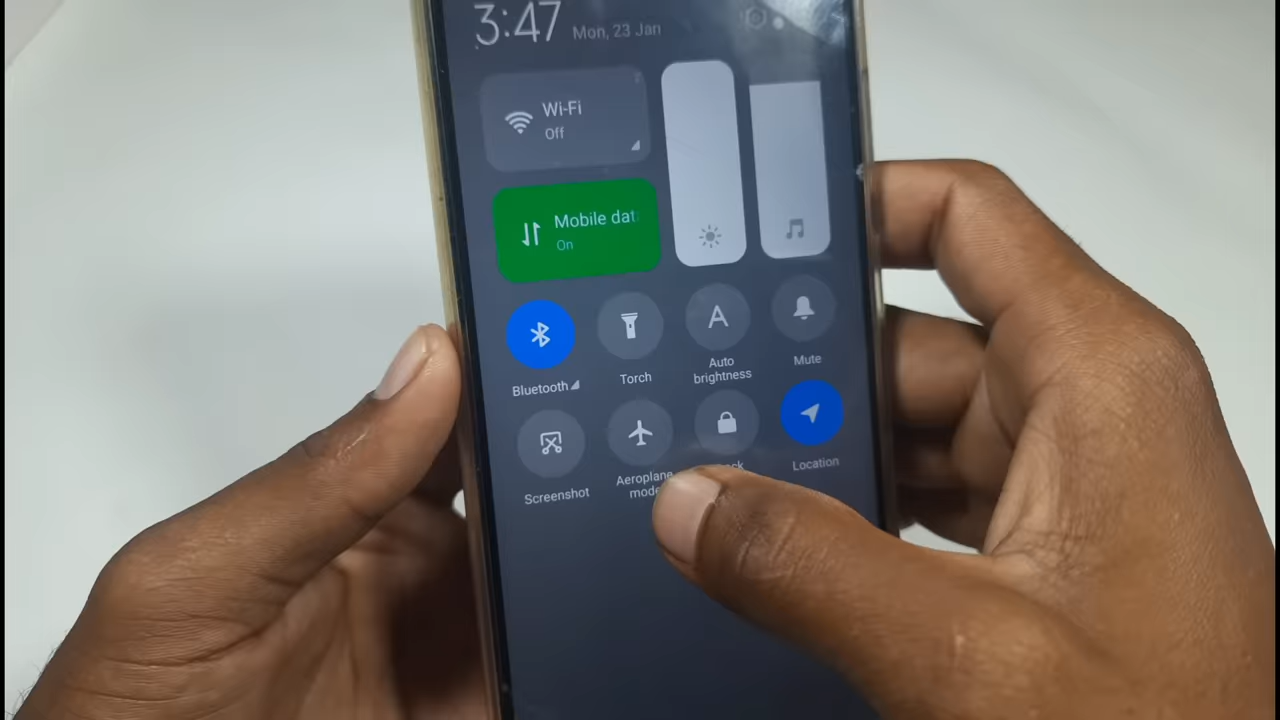 3:47 Mon, 23 Jan
Wi-Fi
Off
Mobile dat
On
Bluetooth
Torch
A
Auto
brightness
Mute
Screenshot
Aeroplane
mode
Location